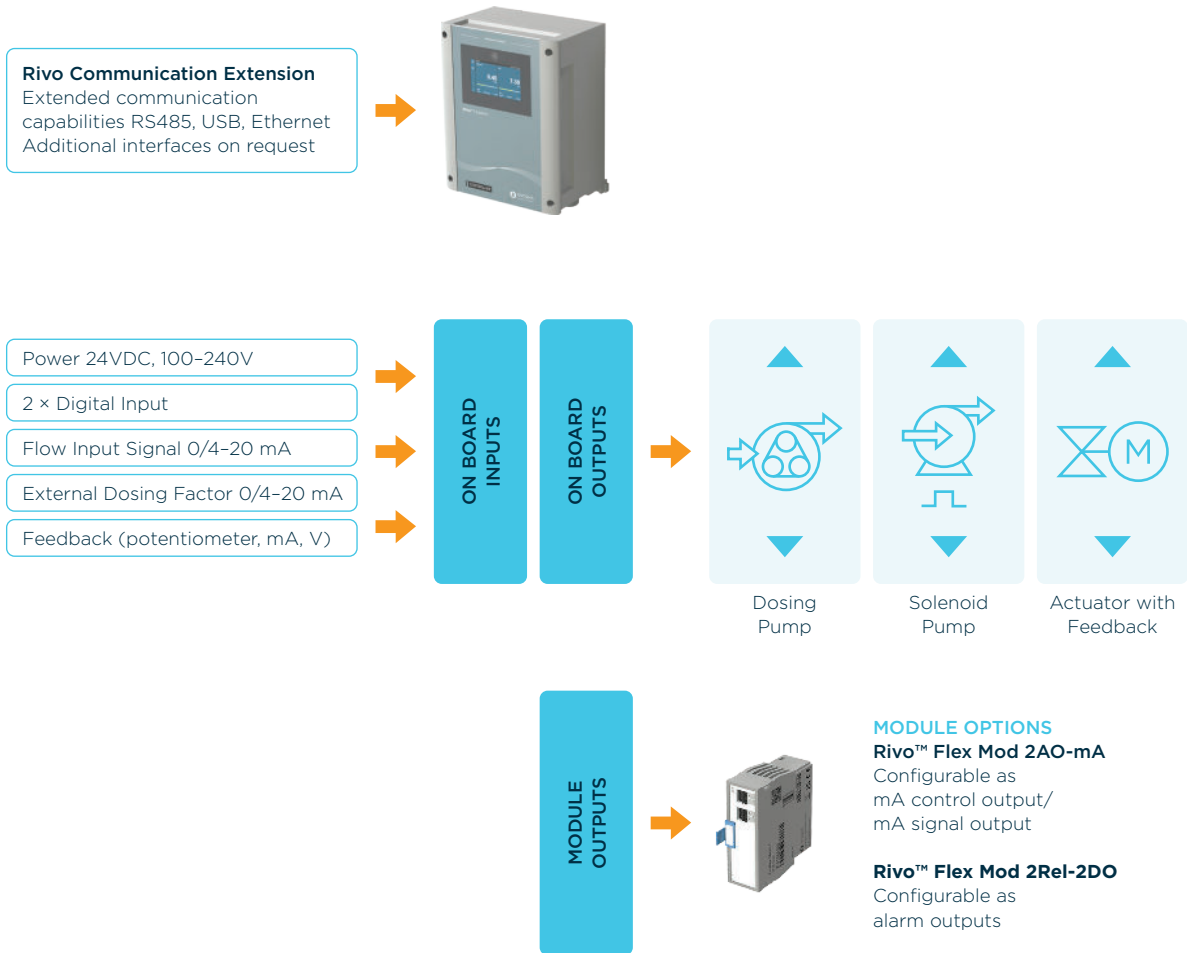 Rivo Communication Extension
Extended communication
capabilities RS485, USB, Ethernet
Additional interfaces on request
Power 24VDC, 100–240V
2 × Digital Input
Flow Input Signal 0/4–20 mA
External Dosing Factor 0/4–20 mA
Feedback (potentiometer, mA, V)
ON BOARD
INPUTS
ON BOARD
OUTPUTS
M
Dosing
Pump
Solenoid
Pump
Actuator with
Feedback
MODULE
OUTPUTS
MODULE OPTIONS
Rivo™ Flex Mod 2AO-mA
Configurable as
mA control output/
mA signal output
Rivo™ Flex Mod 2Rel-2DO
Configurable as
alarm outputs